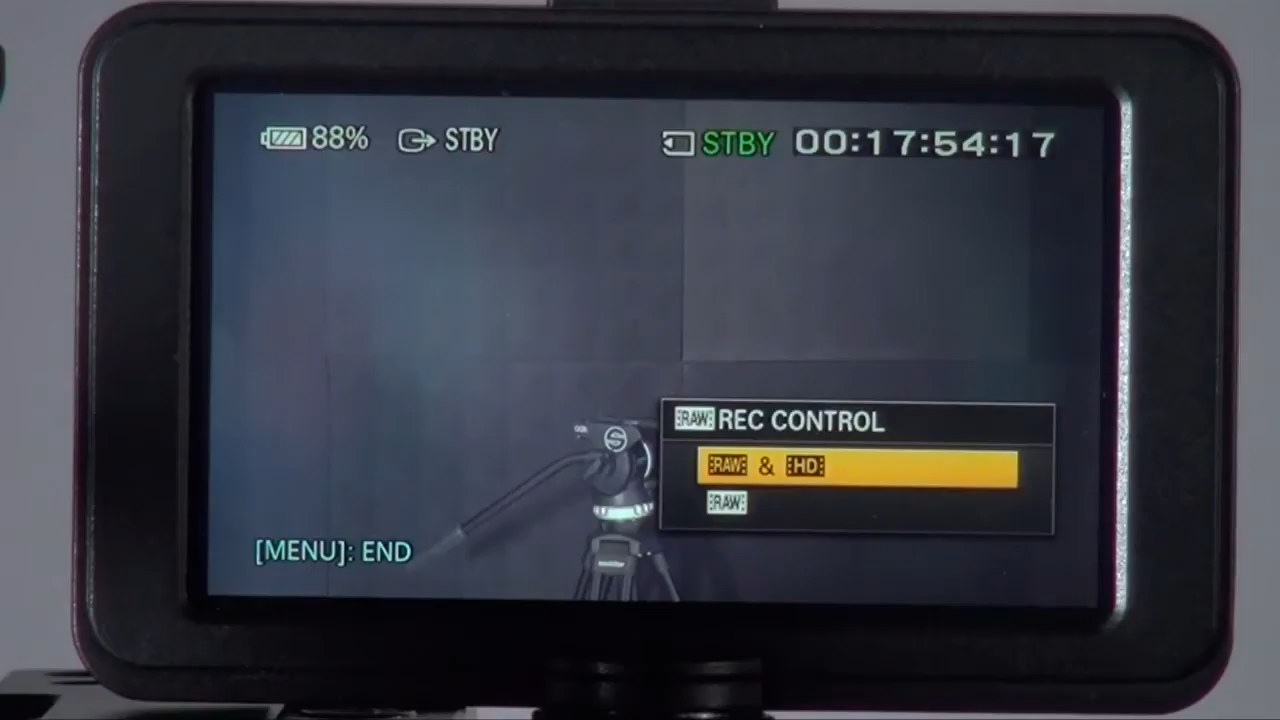 88% STBY STBY 00:17:54:17
RAW REC CONTROL
RAW & HD
RAW
[MENU]: END